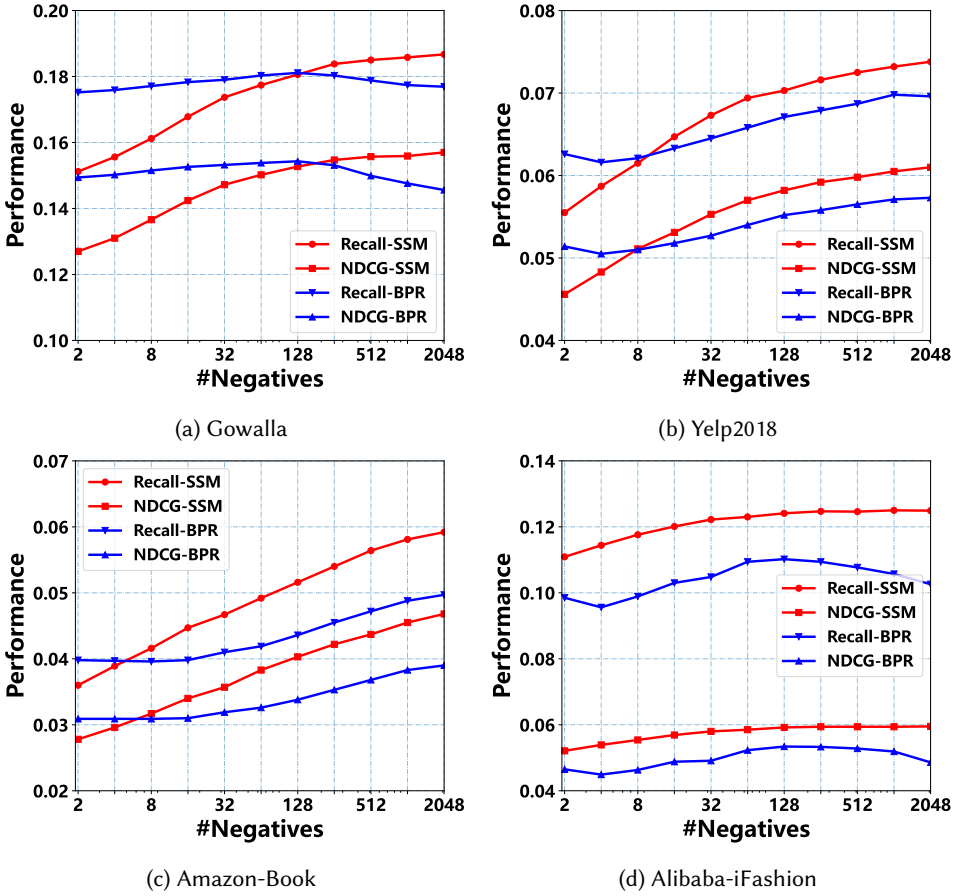 0.20
0.18
0.16
0.14
0.12
0.10
Performance
Recall-SSM
NDCG-SSM
Recall-BPR
NDCG-BPR
2 8 32 128 512 2048
#Negatives
(a) Gowalla
0.08
0.07
0.06
0.05
0.04
Performance
Recall-SSM
NDCG-SSM
Recall-BPR
NDCG-BPR
2 8 32 128 512 2048
#Negatives
(b) Yelp2018
0.07
0.06
0.05
0.04
0.03
0.02
Performance
Recall-SSM
NDCG-SSM
Recall-BPR
NDCG-BPR
2 8 32 128 512 2048
#Negatives
(c) Amazon-Book
0.14
0.12
0.10
0.08
0.06
0.04
Performance
Recall-SSM
NDCG-SSM
Recall-BPR
NDCG-BPR
2 8 32 128 512 2048
#Negatives
(d) Alibaba-iFashion